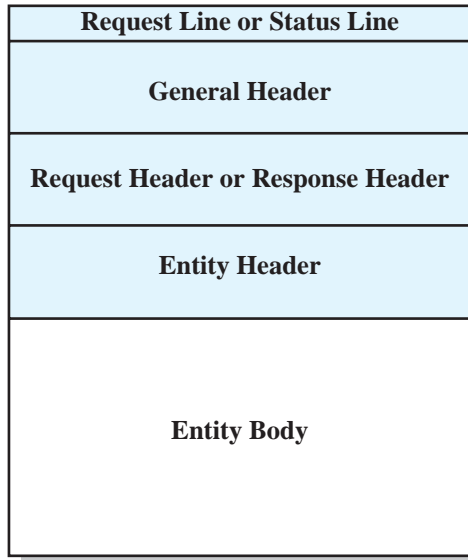 Request Line or Status Line
General Header
Request Header or Response Header
Entity Header
Entity Body